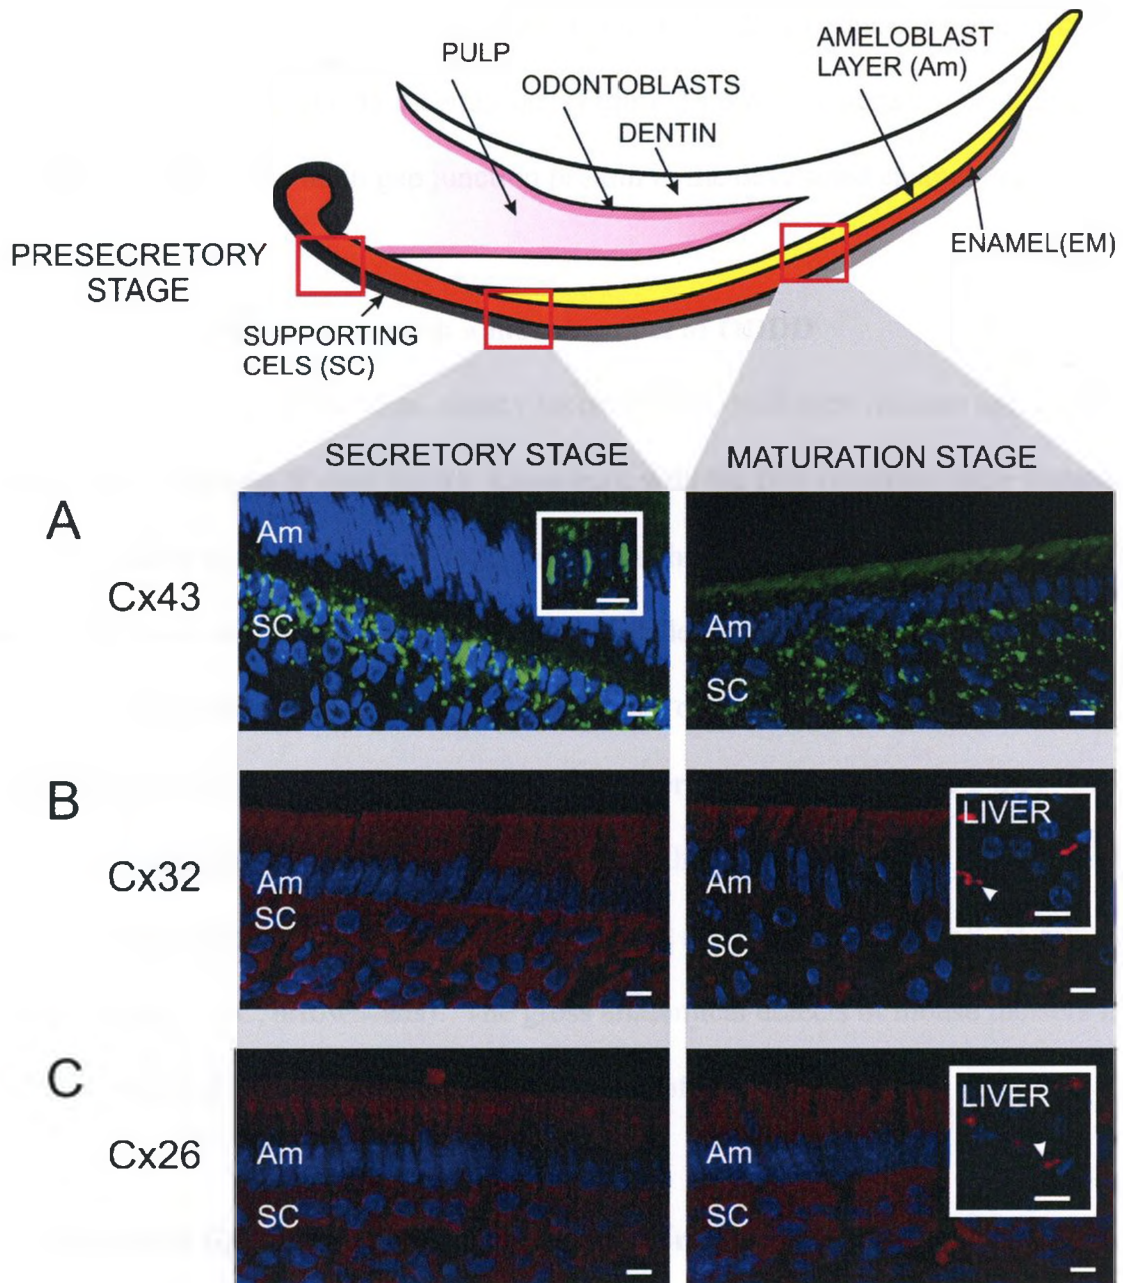 PULP
ODONTOBLASTS
DENTIN
AMELOBLAST
LAYER (Am)
ENAMEL(EM)
PRESECRETORY
STAGE
SUPPORTING
CELS (SC)
SECRETORY STAGE
MATURATION STAGE
A
Cx43
Am
SC
Am
SC
B
Cx32
Am
SC
Am
SC
LIVER
C
Cx26
Am
SC
Am
SC
LIVER